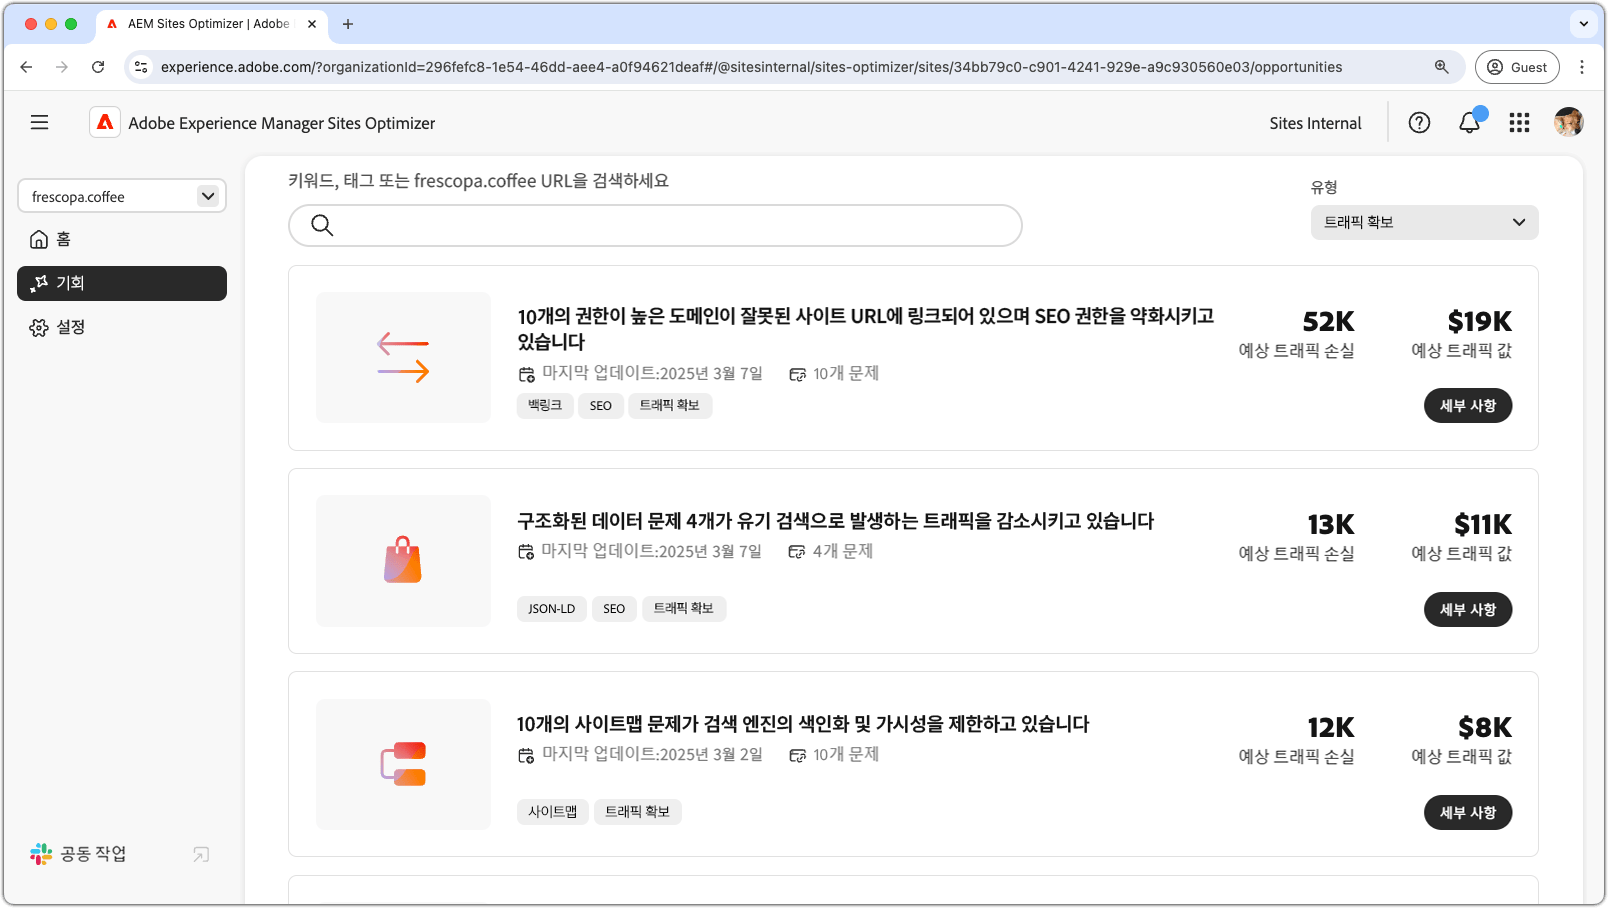 AEM Sites Optimizer | Adobe
experience.adobe.com/?organizationId=296fefc8-1e54-46dd-aee4-a0f94621deaf#/@sitesinternal/sites-optimizer/sites/34bb79c0-c901-4241-929e-a9c930560e03/opportunities
Guest
Adobe Experience Manager Sites Optimizer
Sites Internal
frescopa.coffee
홈
기회
설정
공동 작업
키워드, 태그 또는 frescopa.coffee URL을 검색하세요
유형
트래픽 확보
10개의 권한이 높은 도메인이 잘못된 사이트 URL에 링크되어 있으며 SEO 권한을 약화시키고
있습니다
마지막 업데이트:2025년 3월 7일
10개 문제
백링크
SEO
트래픽 확보
52K
예상 트래픽 손실
$19K
예상 트래픽 값
세부 사항
구조화된 데이터 문제 4개가 유기 검색으로 발생하는 트래픽을 감소시키고 있습니다
마지막 업데이트:2025년 3월 7일
4개 문제
JSON-LD
SEO
트래픽 확보
13K
예상 트래픽 손실
$11K
예상 트래픽 값
세부 사항
10개의 사이트맵 문제가 검색 엔진의 색인화 및 가시성을 제한하고 있습니다
마지막 업데이트:2025년 3월 2일
10개 문제
사이트맵
트래픽 확보
12K
예상 트래픽 손실
$8K
예상 트래픽 값
세부 사항